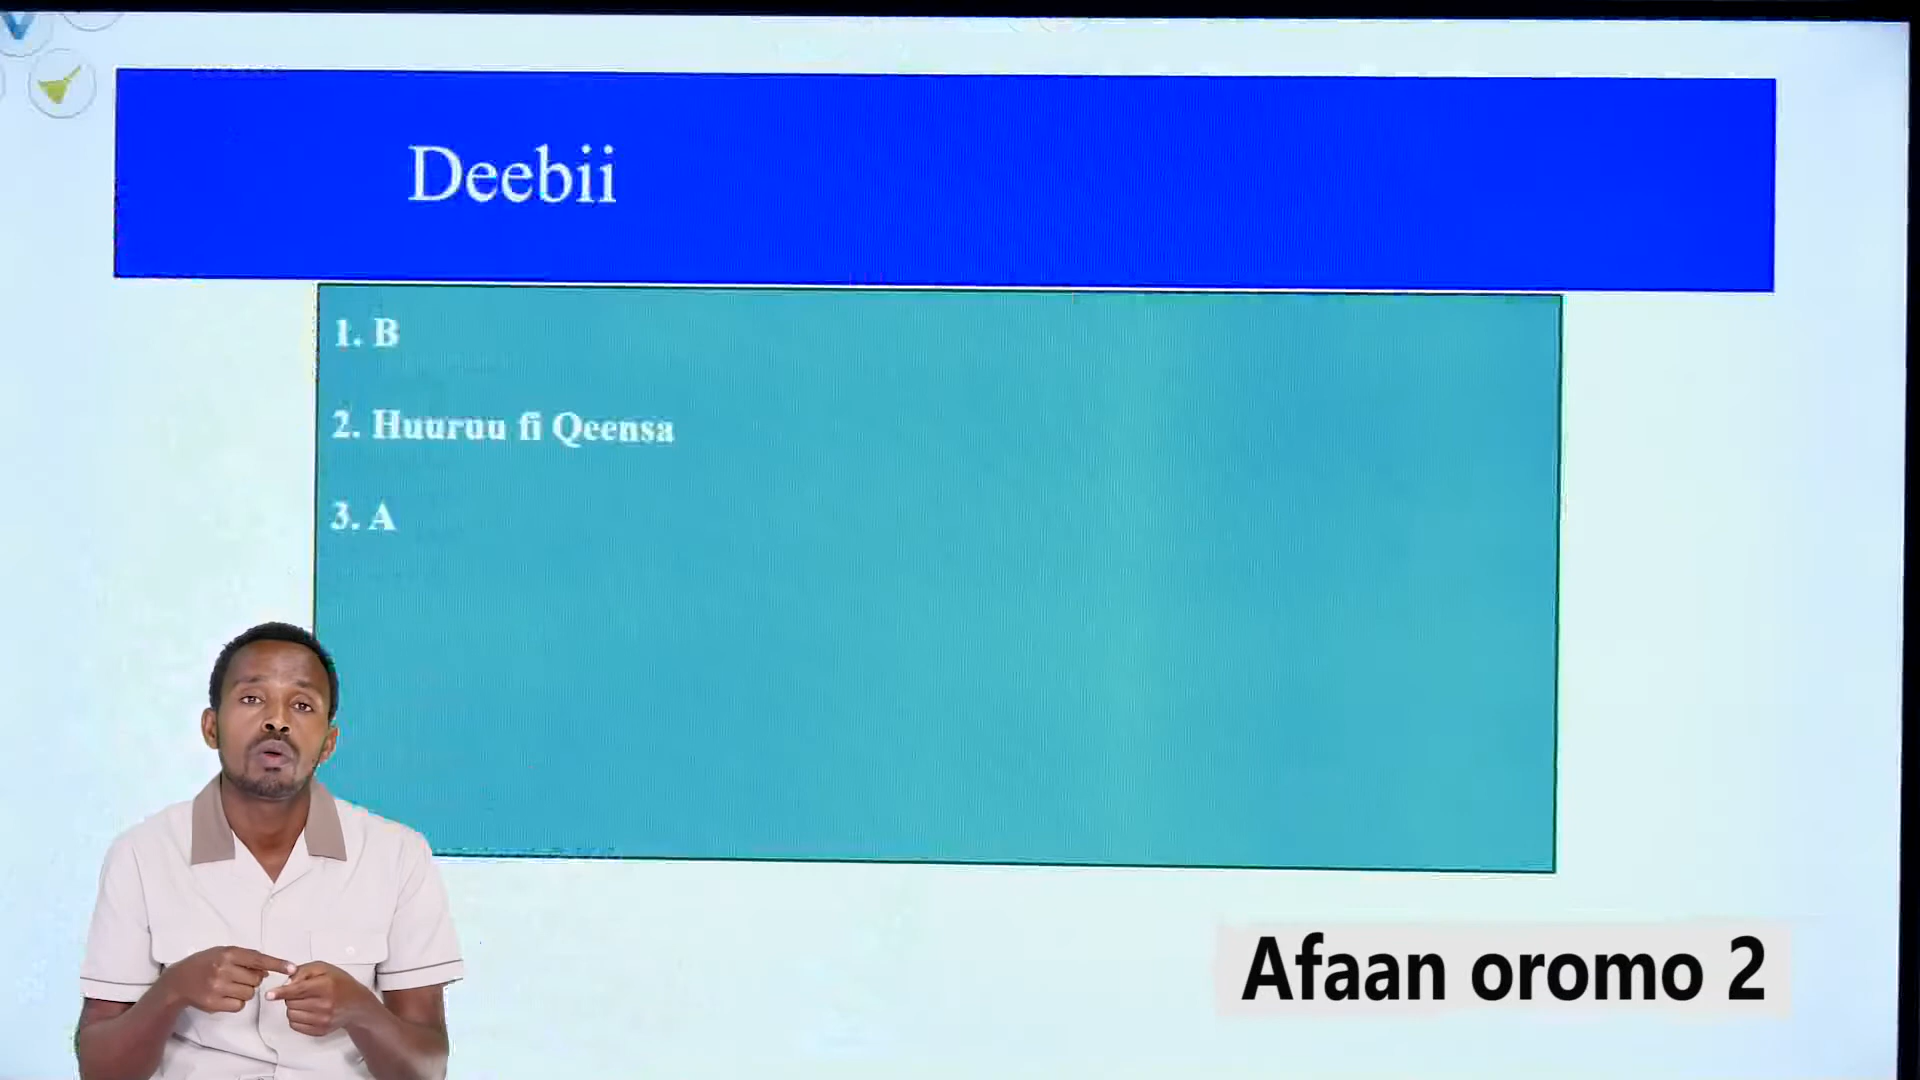 Deebii
1. B
2. Huuruu fi Qeensa
3. A
Afaan oromo 2